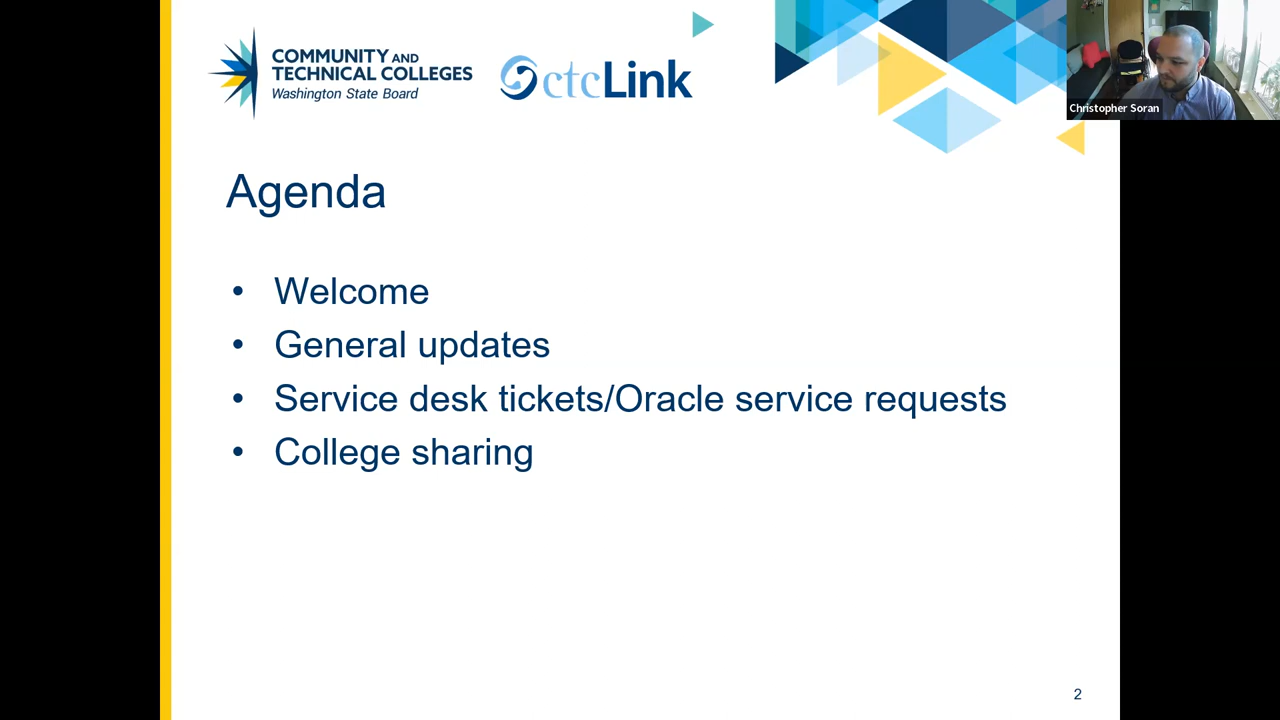 COMMUNITY AND
TECHNICAL COLLEGES
Washington State Board
ctcLink
Christopher Soran
Agenda
• Welcome
• General updates
• Service desk tickets/Oracle service requests
• College sharing
2